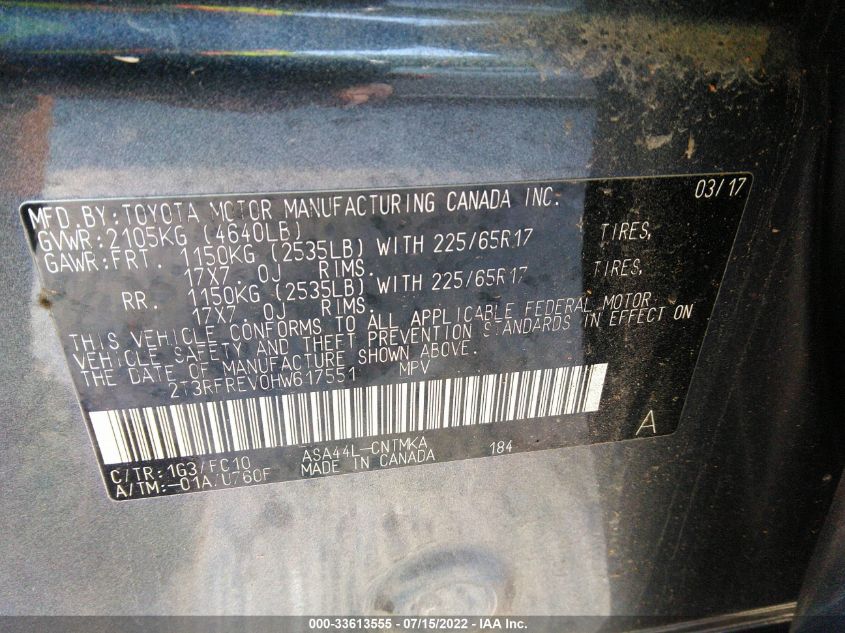 03/17
MFD. BY: TOYOTA MOTOR MANUFACTURING CANADA INC.
GVWR: 2105KG (4640LB)
GAWR: FRT. 1150KG (2535LB) WITH 225/65R17 TIRES,
17X7. OJ RIMS.
RR. 1150KG (2535LB) WITH 225/65R17 TIRES,
17X7. OJ RIMS.
THIS VEHICLE CONFORMS TO ALL APPLICABLE FEDERAL MOTOR
VEHICLE SAFETY AND THEFT PREVENTION STANDARDS IN EFFECT ON
THE DATE OF MANUFACTURE SHOWN ABOVE.
2T3RFREV0HW617551 MPV
A
C/TR: 1G3/FC10 ASA44L-CNTMKA 184
A/TM:-01A/U760F MADE IN CANADA
000-33613555 - 07/15/2022 - IAA Inc.